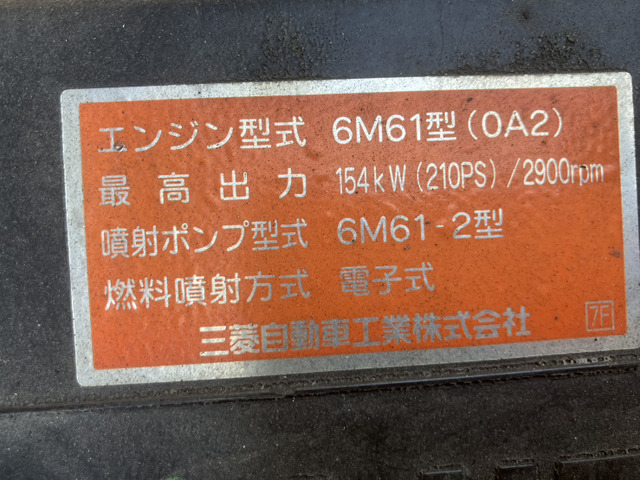 エンジン型式 6M61型(0A2)
最高出力 154kW(210PS)/2900rpm
噴射ポンプ型式 6M61-2型
燃料噴射方式 電子式
三菱自動車工業株式会社 7F